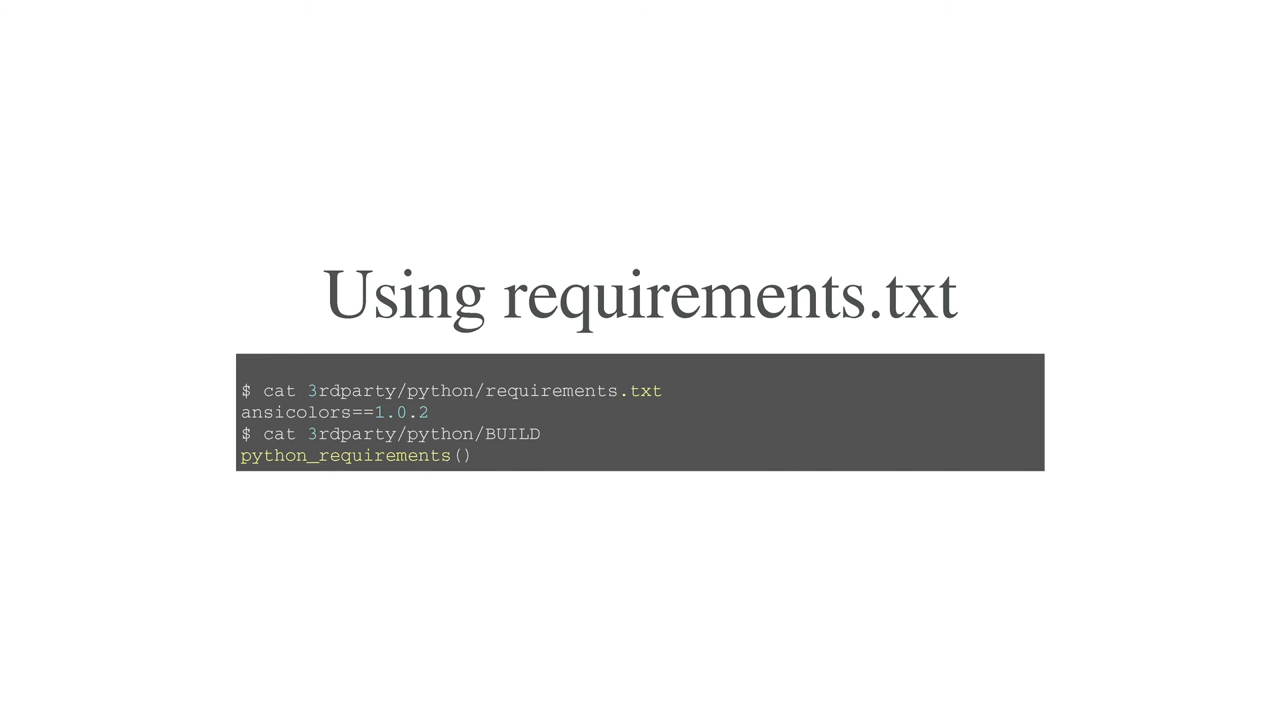 Using requirements.txt
$ cat 3rdparty/python/requirements.txt
ansicolors==1.0.2
$ cat 3rdparty/python/BUILD
python_requirements()